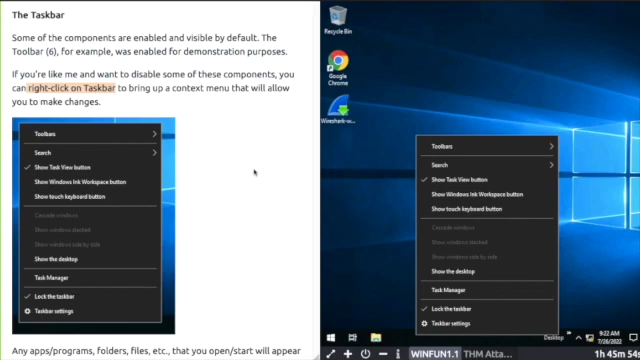 The Taskbar
Some of the components are enabled and visible by default. The
Toolbar (6), for example, was enabled for demonstration purposes.
If you're like me and want to disable some of these components, you
can right-click on Taskbar to bring up a context menu that will allow
you to make changes.
Toolbars
Search
Show Task View button
Show Windows Ink Workspace button
Show touch keyboard button
Cascade windows
Show windows stacked
Show windows side by side
Show the desktop
Task Manager
Lock the taskbar
Taskbar settings
Any apps/programs, folders, files, etc., that you open/start will appear
Recycle Bin
Google
Chrome
Wireshark-w...
Toolbars
Search
Show Task View button
Show Windows Ink Workspace button
Show touch keyboard button
Cascade windows
Show windows stacked
Show windows side by side
Show the desktop
Task Manager
Lock the taskbar
Taskbar settings
Desktop
9:22 AM
7/26/2022
WINFUN1.1
THM Atta...
1h 45m 54